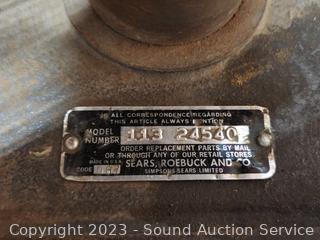 IN ALL CORRESPONDENCE REGARDING
THIS ARTICLE ALWAYS MENTION
MODEL NUMBER 113 24540
ORDER REPLACEMENT PARTS BY MAIL
OR THROUGH ANY OF OUR RETAIL STORES
MADE IN U.S.A. SEARS, ROEBUCK AND CO
CODE SIMPSONS-SEARS LIMITED
Copyright 2023 - Sound Auction Service